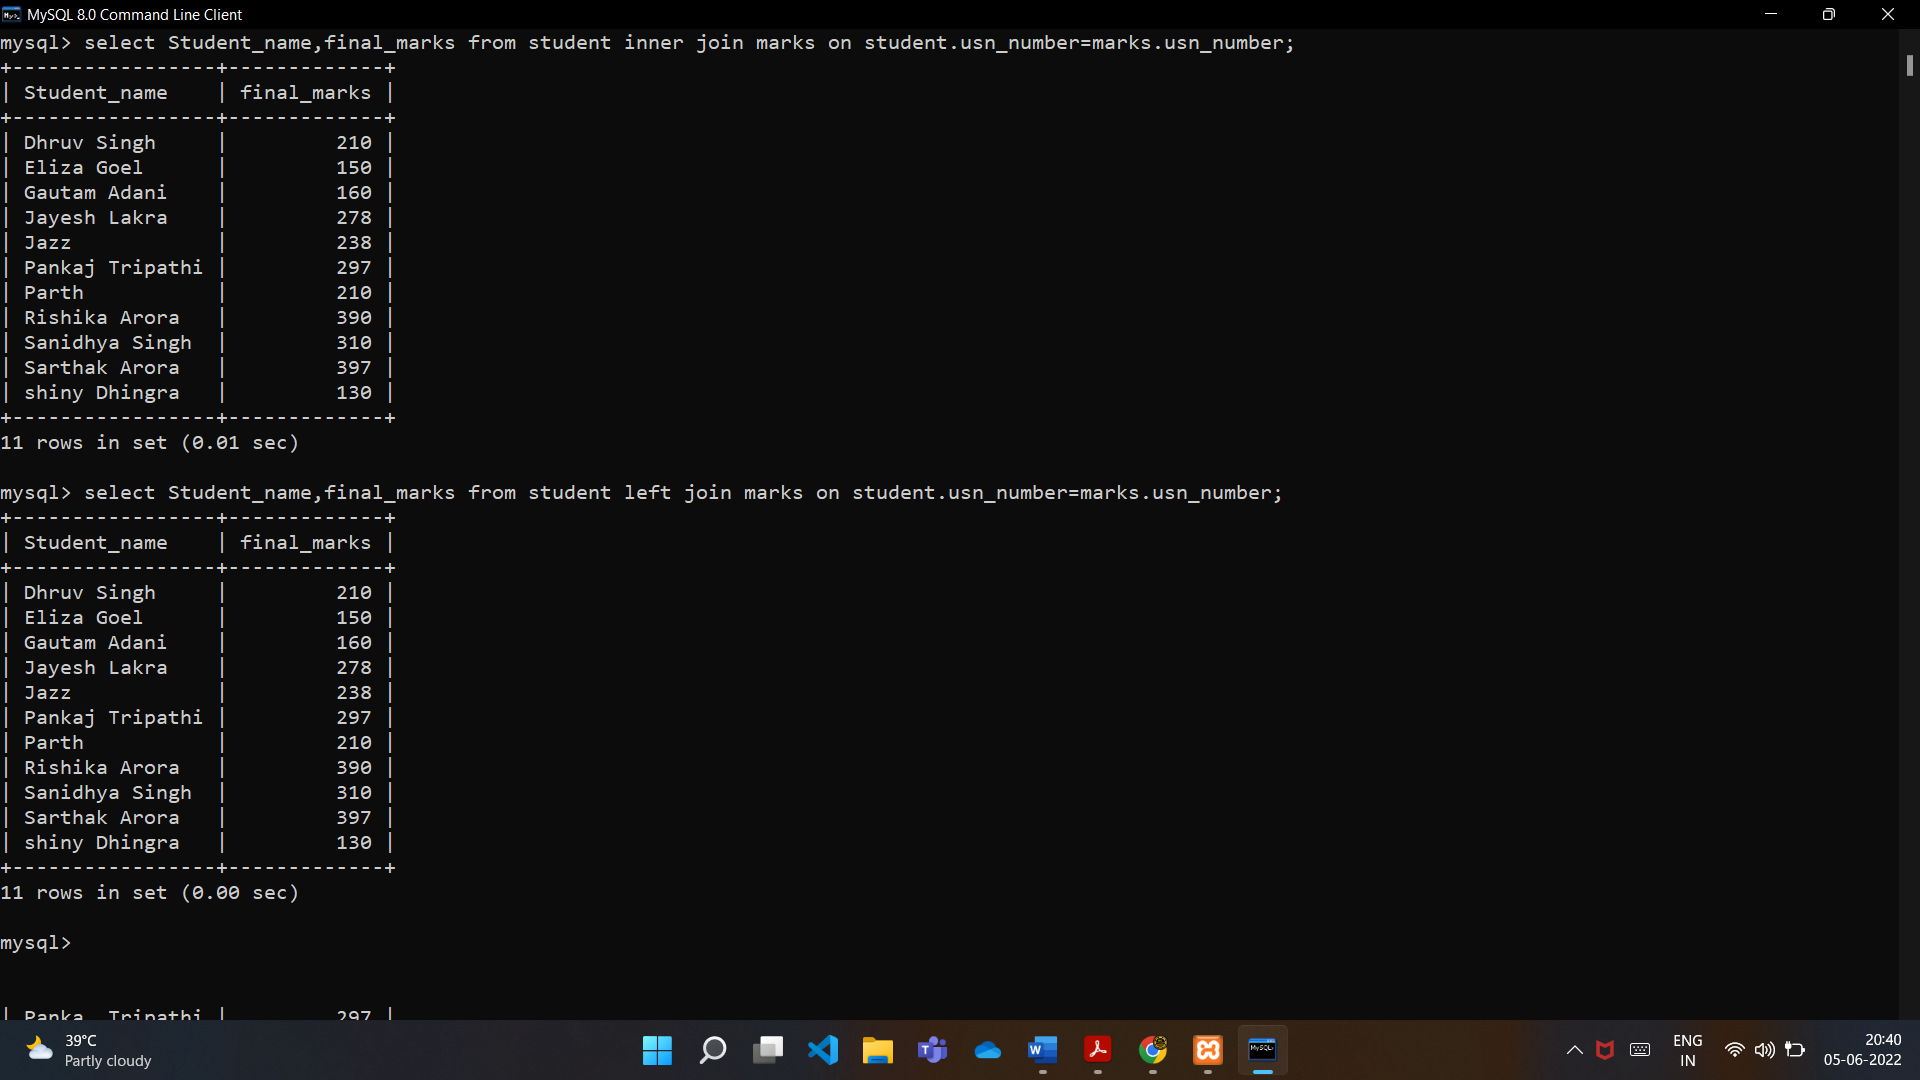 MySQL 8.0 Command Line Client
mysql> select Student_name,final_marks from student inner join marks on student.usn_number=marks.usn_number;
+-----------------+-------------+
| Student_name    | final_marks |
+-----------------+-------------+
| Dhruv Singh     |         210 |
| Eliza Goel      |         150 |
| Gautam Adani    |         160 |
| Jayesh Lakra    |         278 |
| Jazz            |         238 |
| Pankaj Tripathi |         297 |
| Parth           |         210 |
| Rishika Arora   |         390 |
| Sanidhya Singh  |         310 |
| Sarthak Arora   |         397 |
| shiny Dhingra   |         130 |
+-----------------+-------------+
11 rows in set (0.01 sec)
mysql> select Student_name,final_marks from student left join marks on student.usn_number=marks.usn_number;
+-----------------+-------------+
| Student_name    | final_marks |
+-----------------+-------------+
| Dhruv Singh     |         210 |
| Eliza Goel      |         150 |
| Gautam Adani    |         160 |
| Jayesh Lakra    |         278 |
| Jazz            |         238 |
| Pankaj Tripathi |         297 |
| Parth           |         210 |
| Rishika Arora   |         390 |
| Sanidhya Singh  |         310 |
| Sarthak Arora   |         397 |
| shiny Dhingra   |         130 |
+-----------------+-------------+
11 rows in set (0.00 sec)
mysql>
| Panka  Tripathi |         297 |
39°C
Partly cloudy
ENG
IN
20:40
05-06-2022